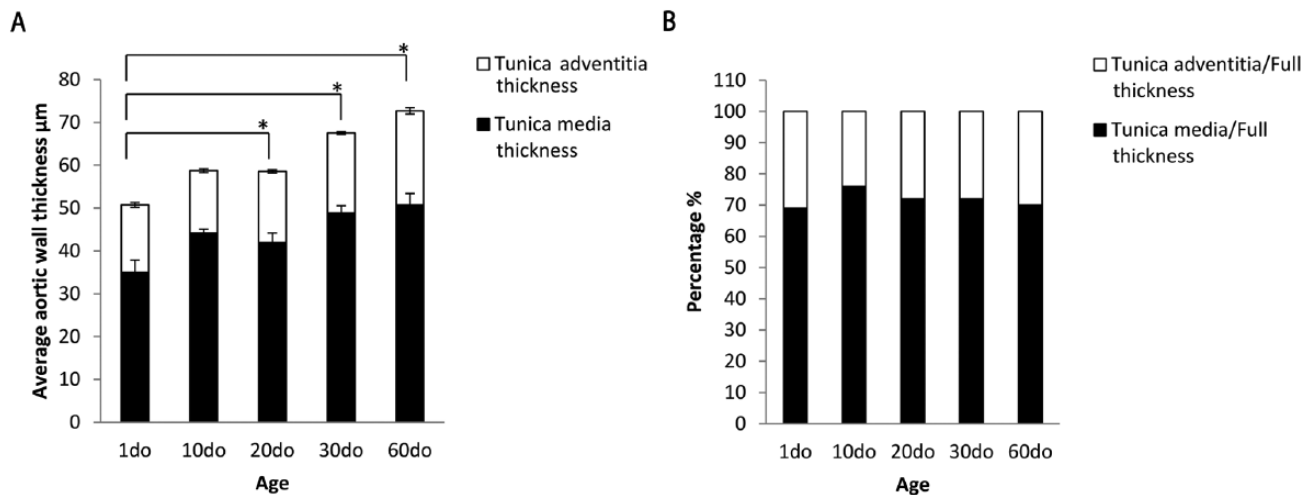 A
Average aortic wall thickness µm
80
70
60
50
40
30
20
10
0
*
*
*
1do 10do 20do 30do 60do
Age
Tunica adventitia
thickness
Tunica media
thickness
B
Percentage %
110
100
90
80
70
60
50
40
30
20
10
0
1do 10do 20do 30do 60do
Age
Tunica adventitia/Full
thickness
Tunica media/Full
thickness